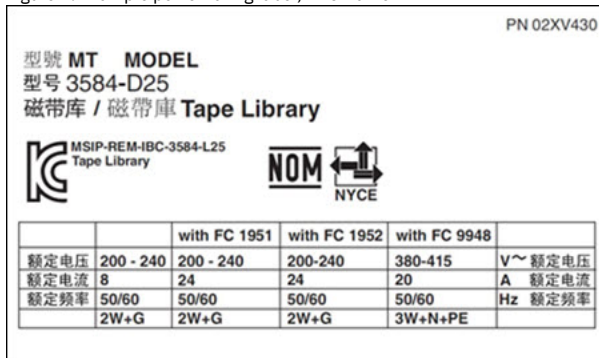 PN 02XV430
型號 MT MODEL
型号 3584-D25
磁带库 / 磁帶庫 Tape Library
MSIP-REM-IBC-3584-L25
Tape Library
NOM
NYCE
with FC 1951 with FC 1952 with FC 9948
额定电压 200 - 240 200 - 240 200-240 380-415 V～ 额定电压
额定电流 8 24 24 20 A 额定电流
额定频率 50/60 50/60 50/60 50/60 Hz 额定频率
2W+G 2W+G 2W+G 3W+N+PE